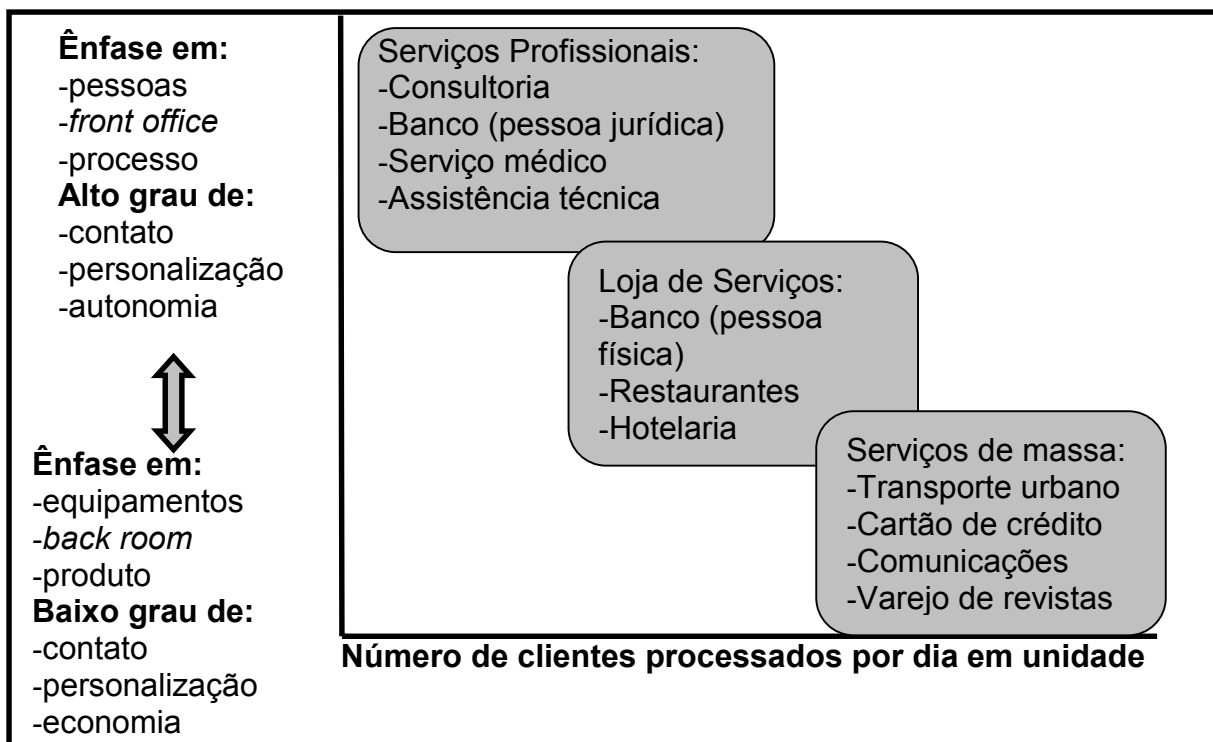 Ênfase em:
-pessoas
-front office
-processo
Alto grau de:
-contato
-personalização
-autonomia
Ênfase em:
-equipamentos
-back room
-produto
Baixo grau de:
-contato
-personalização
-economia
Serviços Profissionais:
-Consultoria
-Banco (pessoa jurídica)
-Serviço médico
-Assistência técnica
Loja de Serviços:
-Banco (pessoa
física)
-Restaurantes
-Hotelaria
Serviços de massa:
-Transporte urbano
-Cartão de crédito
-Comunicações
-Varejo de revistas
Número de clientes processados por dia em unidade